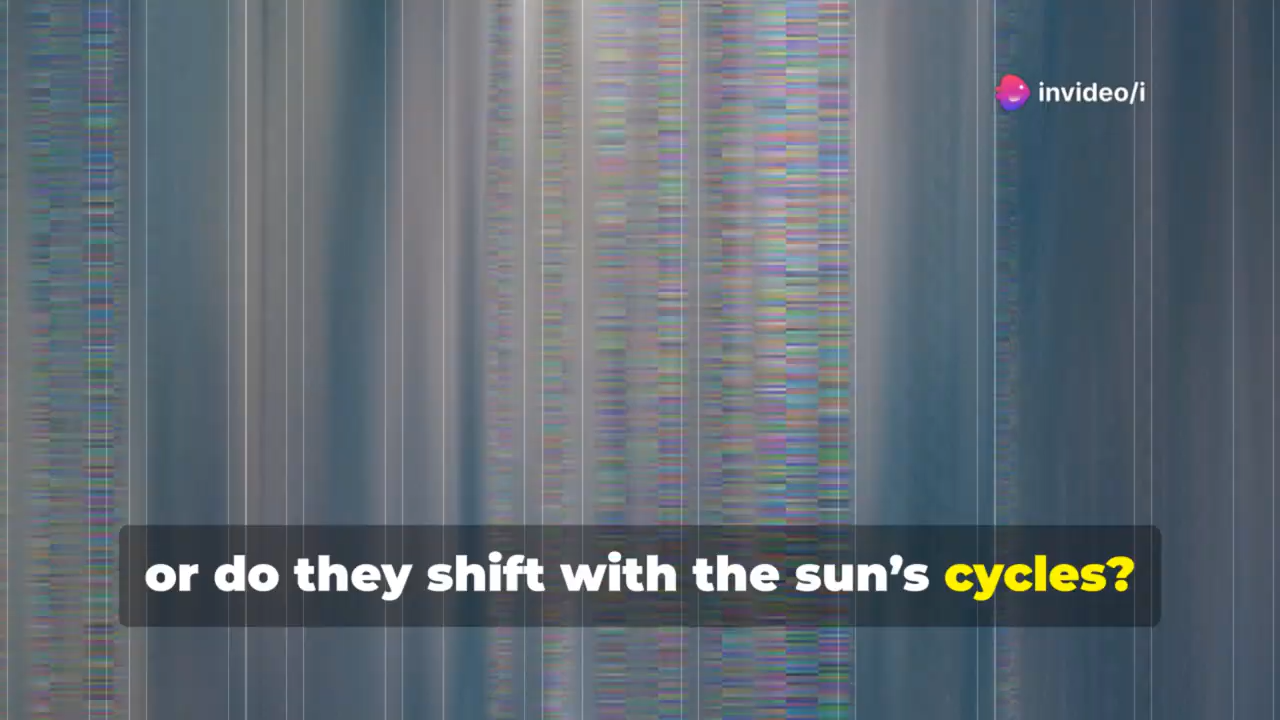 invideo/i
or do they shift with the sun’s cycles?